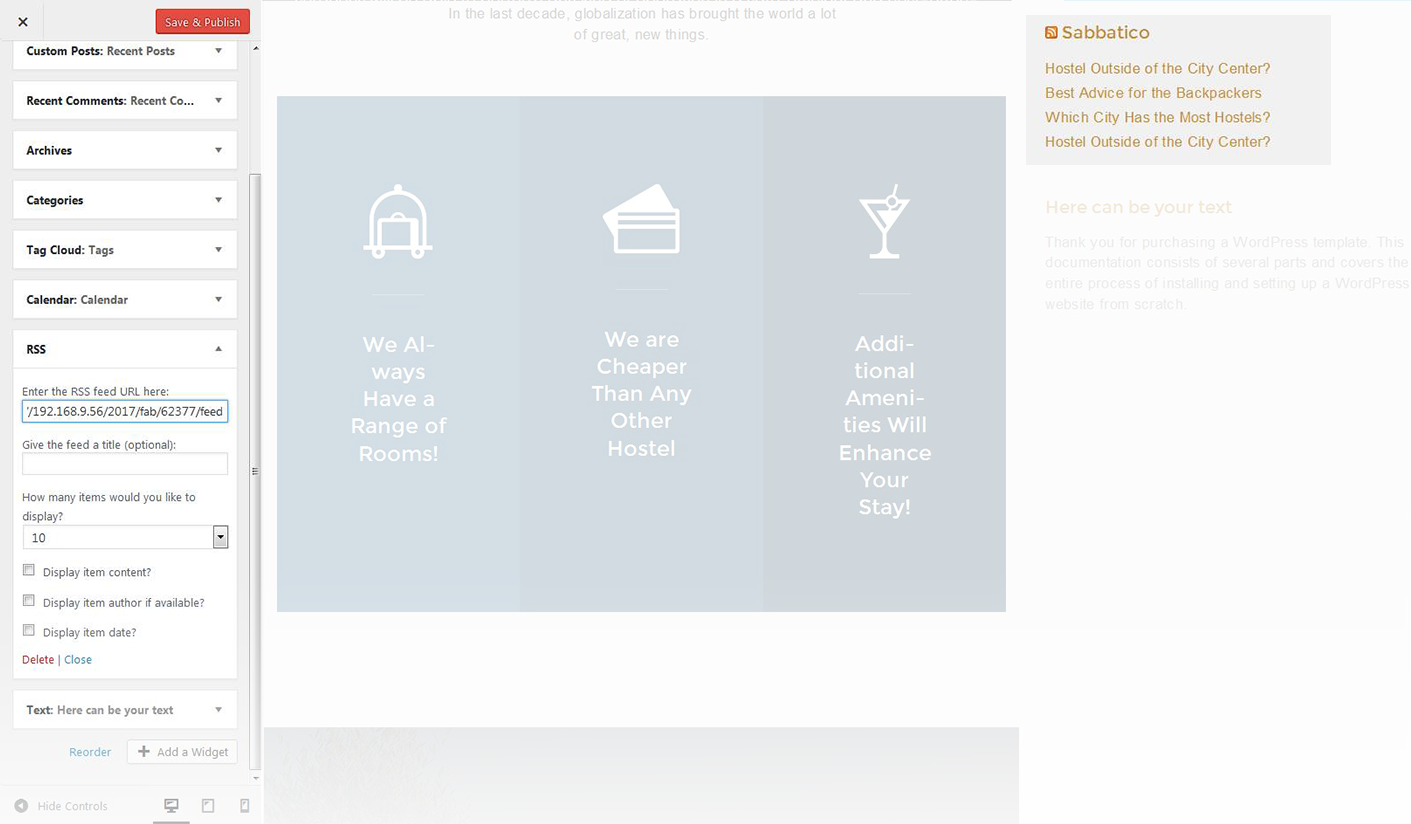 Save & Publish
Custom Posts: Recent Posts
Recent Comments: Recent Co...
Archives
Categories
Tag Cloud: Tags
Calendar: Calendar
RSS
Enter the RSS feed URL here:
/192.168.9.56/2017/fab/62377/feed
Give the feed a title (optional):
How many items would you like to
display?
10
Display item content?
Display item author if available?
Display item date?
Delete | Close
Text: Here can be your text
Reorder
Add a Widget
Hide Controls
In the last decade, globalization has brought the world a lot
of great, new things.
We Al-
ways
Have a
Range of
Rooms!
We are
Cheaper
Than Any
Other
Hostel
Addi-
tional
Ameni-
ties Will
Enhance
Your
Stay!
Sabbatico
Hostel Outside of the City Center?
Best Advice for the Backpackers
Which City Has the Most Hostels?
Hostel Outside of the City Center?
Here can be your text
Thank you for purchasing a WordPress template. This
documentation consists of several parts and covers the
entire process of installing and setting up a WordPress
website from scratch.